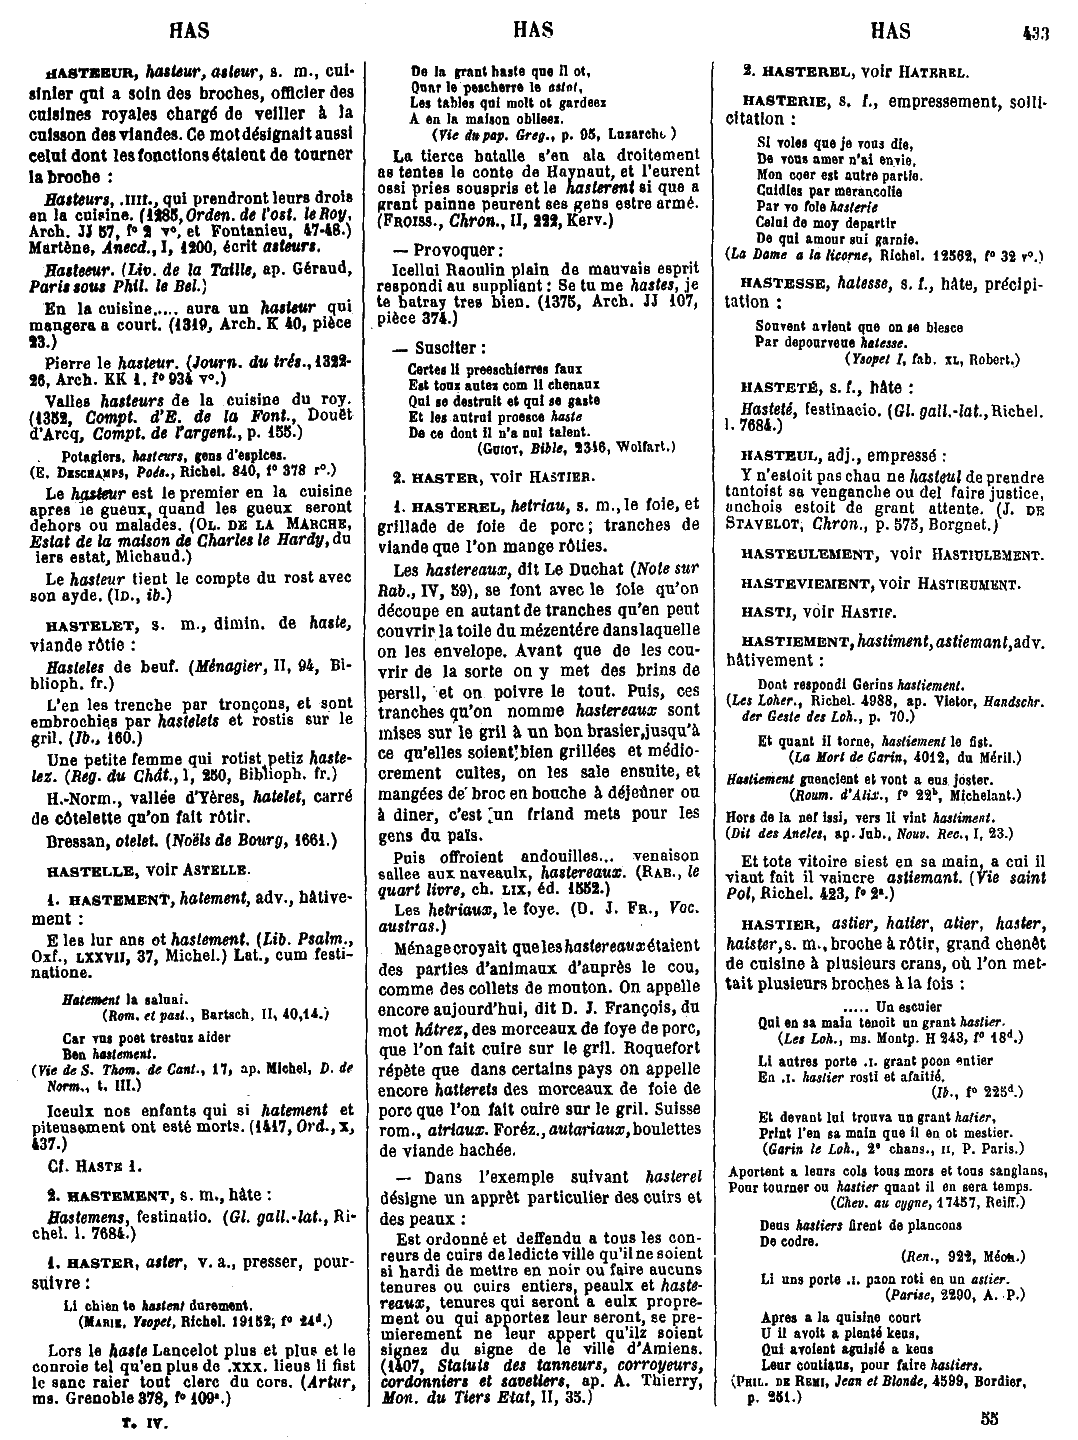 HAS
HAS
HAS
433
HASTEEUR, hasteur, asteur, s. m., cui-
sinier qui a soin des broches, officier des
cuisines royales chargé de veiller à la
cuisson des viandes. Ce mot désignait aussi
celui dont les fonctions étaient de tourner
la broche :
Hasteurs, .IIII., qui prendront leurs drois
en la cuisine. (1285, Orden. de l'ost. le Roy,
Arch. JJ 57, f° 2 v°, et Fontanieu, 47-48.)
Martène, Anecd., I, 1200, écrit asteurs.
Hasteeur. (Liv. de la Taille, ap. Géraud,
Paris sous Phil. le Bel.)
En la cuisine..... aura un hasteur qui
mangera a court. (1319, Arch. K 40, pièce
23.)
Pierre le hasteur. (Journ. du trés., 1322-
26, Arch. KK 1, f° 934 v°.)
Valles hasteurs de la cuisine du roy.
(1352, Compt. d'E. de la Font., Douët
d'Arcq, Compt. de l'argent., p. 155.)
Potagiers, hasteurs, gens d'espices.
(E. DESCHAMPS, Poés., Richel. 840, f° 378 r°.)
Le hasteur est le premier en la cuisine
apres le gueux, quand les gueux seront
dehors ou malades. (OL. DE LA MARCHE,
Estat de la maison de Charles le Hardy, du
iers estat, Michaud.)
Le hasteur tient le compte du rost avec
son ayde. (ID., ib.)
HASTELET, s. m., dimin. de haste,
viande rôtie :
Hasteles de beuf. (Ménagier, II, 94, Bi-
blioph. fr.)
L'en les trenche par tronçons, et sont
embrochies par hastelets et rostis sur le
gril. (Ib., 160.)
Une petite femme qui rotist petiz haste-
lez. (Reg. du Chât., I, 250, Biblioph. fr.)
H.-Norm., vallée d'Yères, hatelet, carré
de côtelette qu'on fait rôtir.
Bressan, otelet. (Noëls de Bourg, 1661.)
HASTELLE, voir ASTELLE.
1. HASTEMENT, hatement, adv., hâtive-
ment :
E les lur ans ot hastement. (Lib. Psalm.,
Oxf., LXXVII, 37, Michel.) Lat., cum festi-
natione.
Hatement la saluai.
(Rom. et past., Bartsch, II, 40,14.)
Car vus poet trestuz aider
Ben hastement.
(Vie de S. Thom. de Cant., 17, ap. Michel, D. de
Norm., t. III.)
Iceulx nos enfants qui si hatement et
piteusement ont esté morts. (1417, Ord., X,
437.)
Cf. HASTE 1.
2. HASTEMENT, s. m., hâte :
Hastemens, festinatio. (Gl. gall.-lat., Ri-
chel. l. 7684.)
1. HASTER, aster, v. a., presser, pour-
suivre :
Li chien te hastent durement.
(MARIE, Ysopet, Richel. 19152, f° 24d.)
Lors le haste Lancelot plus et plus et le
conroie tel qu'en plus de .XXX. lieus li fist
le sanc raier tout clerc du cors. (Artur,
ms. Grenoble 378, f° 109a.)
T. IV.
De la grant haste que il ot,
Quar le pescherre le astot,
Les tables qui molt ot gardees
A en la maison obliees.
(Vie du pap. Greg., p. 95, Luzarche.)
La tierce batalle s'en ala droitement
as tentes le conte de Haynaut, et l'eurent
ossi pries souspris et le hasterent si que a
grant painne peurent ses gens estre armé.
(FROISS., Chron., II, 222, Kerv.)
— Provoquer :
Icellui Raoulin plain de mauvais esprit
respondi au suppliant : Se tu me hastes, je
te batray tres bien. (1375, Arch. JJ 107,
pièce 374.)
— Susciter :
Certes li preeschierres faux
Est touz autex com li chenaux
Qui se destruit et qui se gaste
Et les autrui proesce haste
De ce dont il n'a nul talent.
(GUIOT, Bible, 2346, Wolfart.)
2. HASTER, voir HASTIER.
1. HASTEREL, hetriau, s. m., le foie, et
grillade de foie de porc ; tranches de
viande que l'on mange rôties.
Les hastereaux, dit Le Duchat (Note sur
Rab., IV, 59), se font avec le foie qu'on
découpe en autant de tranches qu'en peut
couvrir la toile du mézentére dans laquelle
on les envelope. Avant que de les cou-
vrir de la sorte on y met des brins de
persil, et on poivre le tout. Puis, ces
tranches qu'on nomme hastereaux sont
mises sur le gril à un bon brasier, jusqu'à
ce qu'elles soient bien grillées et médio-
crement cuites, on les sale ensuite, et
mangées de broc en bouche à déjeûner ou
à diner, c'est un friand mets pour les
gens du païs.
Puis offroient andouilles... venaison
sallee aux naveaulx, hastereaux. (RAB., le
quart livre, ch. LIX, éd. 1552.)
Les hetriaux, le foye. (D. J. FR., Voc.
austras.)
Ménage croyait que les hastereaux étaient
des parties d'animaux d'auprès le cou,
comme des collets de mouton. On appelle
encore aujourd'hui, dit D. J. François, du
mot hâtrez, des morceaux de foye de porc,
que l'on fait cuire sur le gril. Roquefort
répète que dans certains pays on appelle
encore hatterets des morceaux de foie de
porc que l'on fait cuire sur le gril. Suisse
rom., atriaux. Foréz., autariaux, boulettes
de viande hachée.
— Dans l'exemple suivant hasterel
désigne un apprêt particulier des cuirs et
des peaux :
Est ordonné et deffendu a tous les con-
reurs de cuirs de ledicte ville qu'il ne soient
si hardi de mettre en noir ou faire aucuns
tenures ou cuirs entiers, peaulx et haste-
reaux, tenures qui seront a eulx propre-
ment ou qui apportez leur seront, se pre-
mierement ne leur appert qu'ilz soient
signez du signe de le ville d'Amiens.
(1407, Statuts des tanneurs, corroyeurs,
cordonniers et savetiers, ap. A. Thierry,
Mon. du Tiers Etat, II, 35.)
2. HASTEREL, voir HATEREL.
HASTERIE, s. f., empressement, solli-
citation :
Si voles que je vous die,
De vous amer n'ai envie,
Mon coer est autre partie.
Cuidies par merancolie
Par vo fole hasterie
Celui de moy departir
De qui amour sui garnie.
(La Dame a la licorne, Richel. 12562, f° 32 v°.)
HASTESSE, hatesse, s. f., hâte, précipi-
tation :
Souvent avient que on se blesce
Par depourveue hatesse.
(Ysopet I, fab. XL, Robert.)
HASTETÉ, s. f., hâte :
Hasteté, festinacio. (Gl. gall.-lat., Richel.
l. 7684.)
HASTEUL, adj., empressé :
Y n'estoit pas chau ne hasteul de prendre
tantoist sa venganche ou del faire justice,
anchois estoit de grant attente. (J. DE
STAVELOT, Chron., p. 575, Borgnet.)
HASTEULEMENT, voir HASTIULEMENT.
HASTEVIEMENT, voir HASTIEUMENT.
HASTI, voir HASTIF.
HASTIEMENT, hastiment, astiemant, adv.
hâtivement :
Dont respondi Gerins hastiement.
(Les Loher., Richel. 4988, ap. Vietor, Handschr.
der Geste des Loh., p. 70.)
Et quant il torne, hastiement le fist.
(La Mort de Garin, 4012, du Méril.)
Hastiement guencient et vont a eus joster.
(Roum. d'Alix., f° 22b, Michelant.)
Hors de la nef issi, vers li vint hastiment.
(Dit des Aneles, ap. Jub., Nouv. Rec., I, 23.)
Et tote vitoire siest en sa main, a cui il
viaut fait il vaincre astiemant. (Vie saint
Pol, Richel. 423, f° 2a.)
HASTIER, astier, hatier, atier, haster,
haister, s. m., broche à rôtir, grand chenêt
de cuisine à plusieurs crans, où l'on met-
tait plusieurs broches à la fois :
..... Un escuier
Qui en sa main tenoit un grant hastier.
(Les Loh., ms. Montp. H 243, f° 18d.)
Li autres porte .I. grant poon entier
En .I. hastier rosti et afaitié.
(Ib., f° 225d.)
Et devant lui trouva un grant hatier,
Prist l'en sa main que il en ot mestier.
(Garin le Loh., 2e chans., II, P. Paris.)
Aportent a leurs cols tous mors et tous sanglans,
Pour tourner ou hastier quant il en sera temps.
(Chev. au cygne, 17457, Reiff.)
Deus hastiers firent de plancons
De codre.
(Ren., 922, Méon.)
Li uns porte .I. paon roti en un astier.
(Parise, 2290, A. P.)
Apres a la quisine court
U il avoit a plenté keus,
Qui avoient aguisié a keus
Leur coutiaus, pour faire hastiers.
(PHIL. DE REMI, Jean et Blonde, 4599, Bordier,
p. 251.)
55